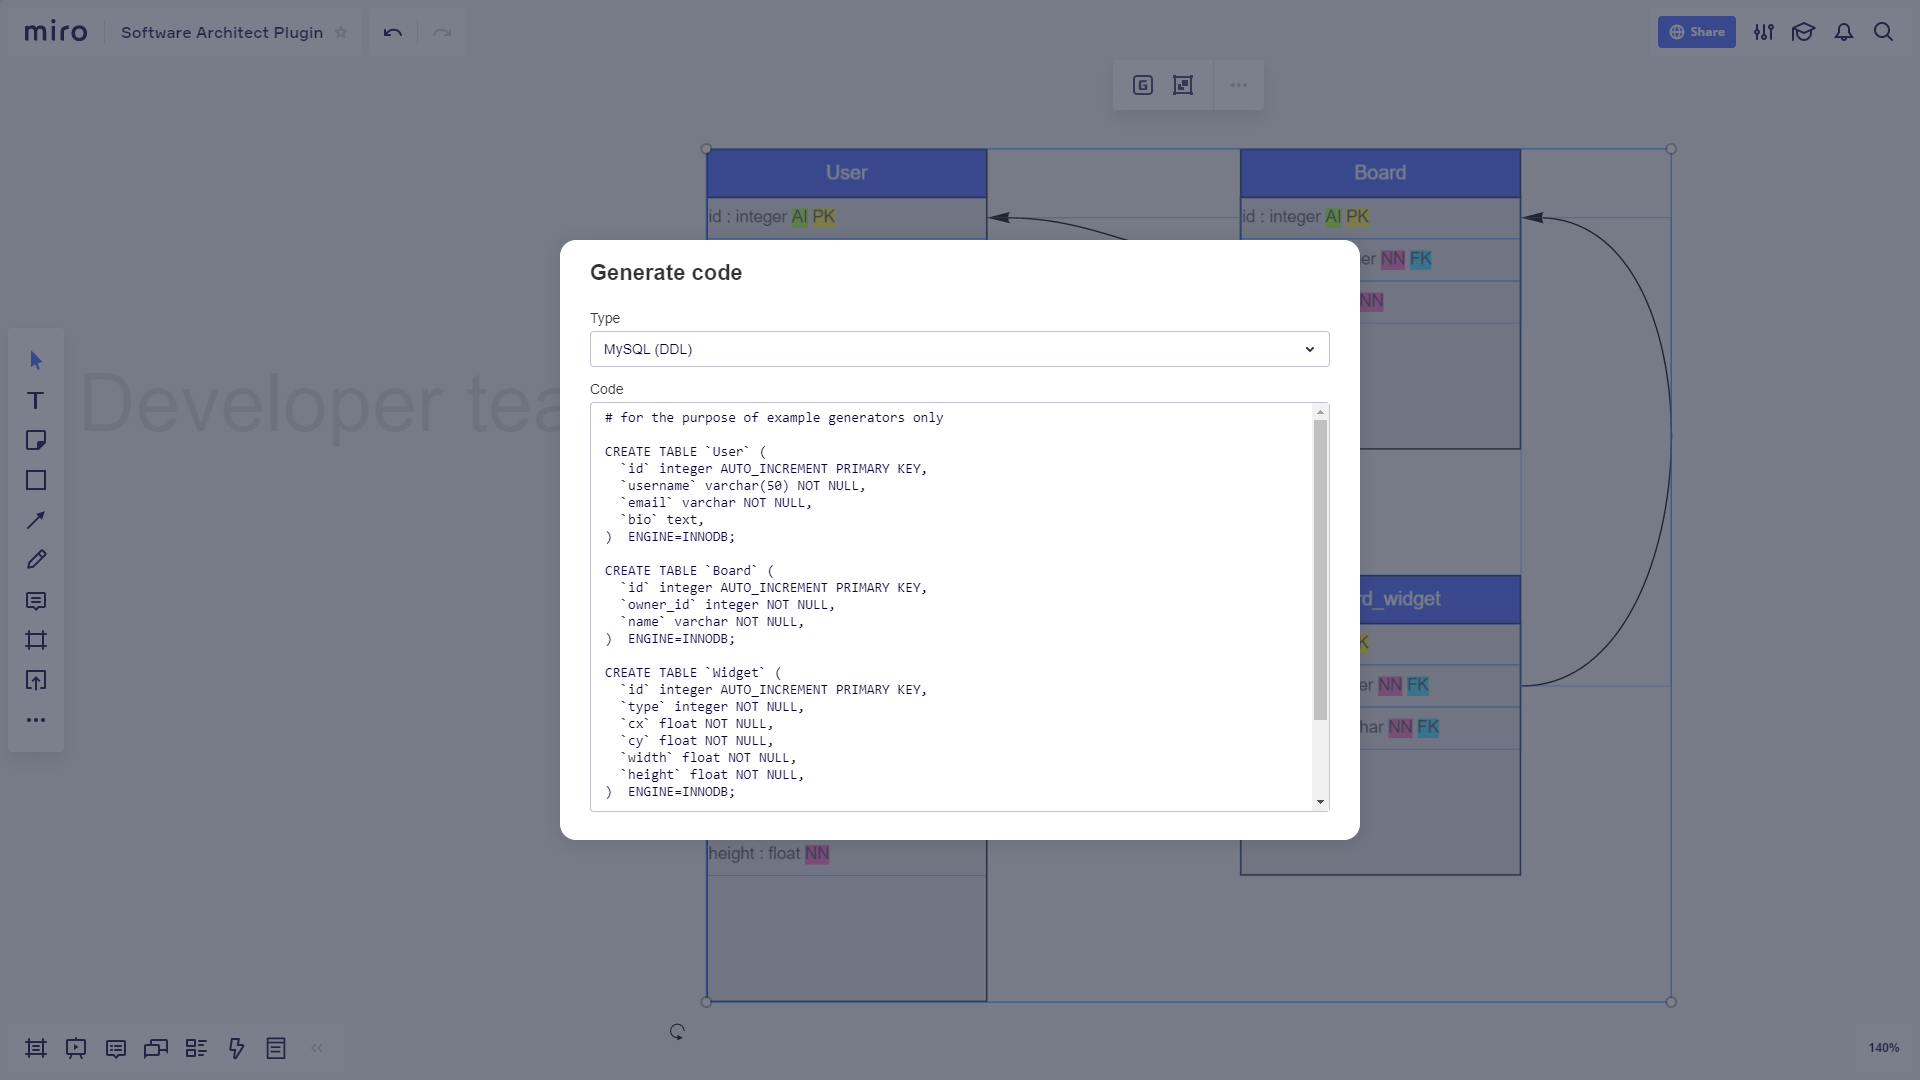 miro
Software Architect Plugin
Share
G
User
Board
id : integer AI PK
id : integer AI PK
er NN FK
NN
Developer tea
Generate code
Type
MySQL (DDL)
Code
# for the purpose of example generators only
CREATE TABLE `User` (
`id` integer AUTO_INCREMENT PRIMARY KEY,
`username` varchar(50) NOT NULL,
`email` varchar NOT NULL,
`bio` text,
)  ENGINE=INNODB;
CREATE TABLE `Board` (
`id` integer AUTO_INCREMENT PRIMARY KEY,
`owner_id` integer NOT NULL,
`name` varchar NOT NULL,
)  ENGINE=INNODB;
CREATE TABLE `Widget` (
`id` integer AUTO_INCREMENT PRIMARY KEY,
`type` integer NOT NULL,
`cx` float NOT NULL,
`cy` float NOT NULL,
`width` float NOT NULL,
`height` float NOT NULL,
)  ENGINE=INNODB;
rd_widget
K
er NN FK
har NN FK
height : float NN
140%